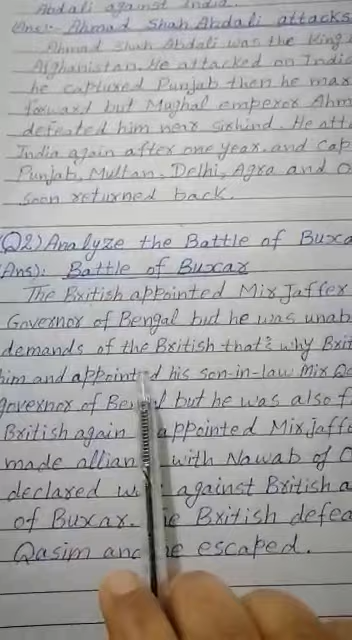 Abdali against India.
(Ans):- Ahmad Shah Abdali attacks
Ahmad Shah Abdali was the King
Afghanistan. He attacked on India
he captured Punjab then he
forward but Mughal emperor Ahm
defeated him near Sirhind. He
India again after one year, and Cap
Punjab, Multan, Delhi, Agra and O
soon returned back.
(Q2) Analyze the Battle of Buxa
(Ans): Battle of Buxar
The British appointed Mir Jaffer
Governor of Bengal but he was unab
demands of the British that's why Brit
him and appointed his son-in-law Mir Qa
governor of but he was also f
British again appointed Mir Jaff
made with Nawab of O
declared against British a
of Buxar. British defea
Qasim and he escaped.